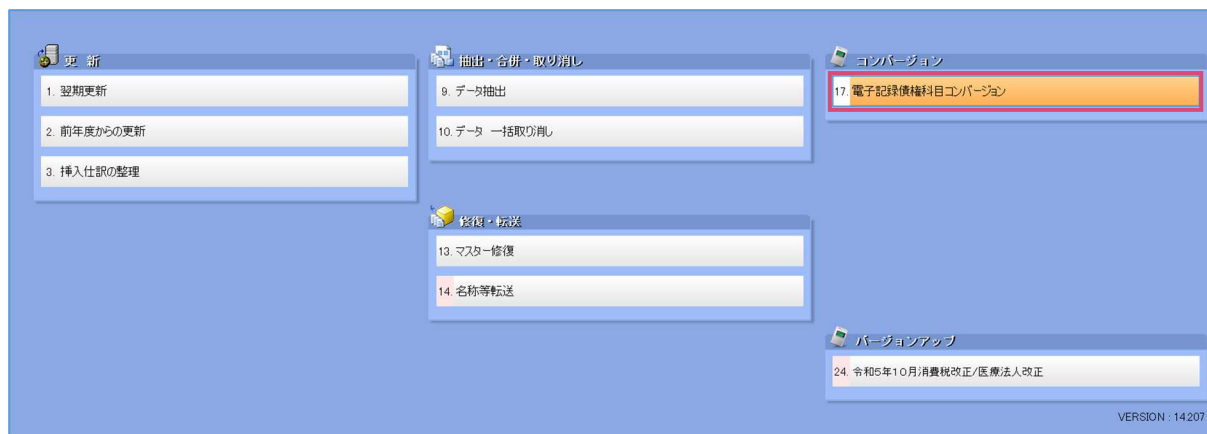 更 新
1. 翌期更新
2. 前年度からの更新
3. 挿入仕訳の整理
抽出・合併・取り消し
9. データ抽出
10. データ 一括取り消し
修復・転送
13. マスター修復
14. 名称等転送
コンバージョン
17. 電子記録債権科目コンバージョン
バージョンアップ
24. 令和5年10月消費税改正/医療法人改正
VERSION : 14.207